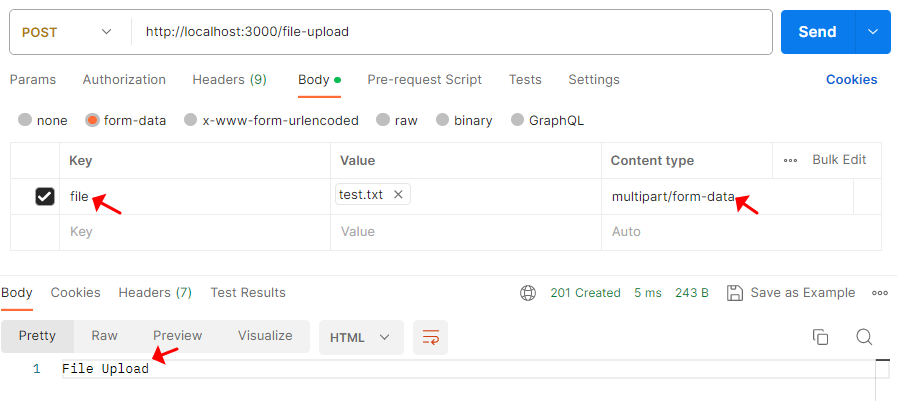 POST http://localhost:3000/file-upload Send
Params Authorization Headers (9) Body Pre-request Script Tests Settings Cookies
none form-data x-www-form-urlencoded raw binary GraphQL
Key Value Content type Bulk Edit
file test.txt multipart/form-data
Key Value Auto
Body Cookies Headers (7) Test Results 201 Created 5 ms 243 B Save as Example
Pretty Raw Preview Visualize HTML
1 File Upload